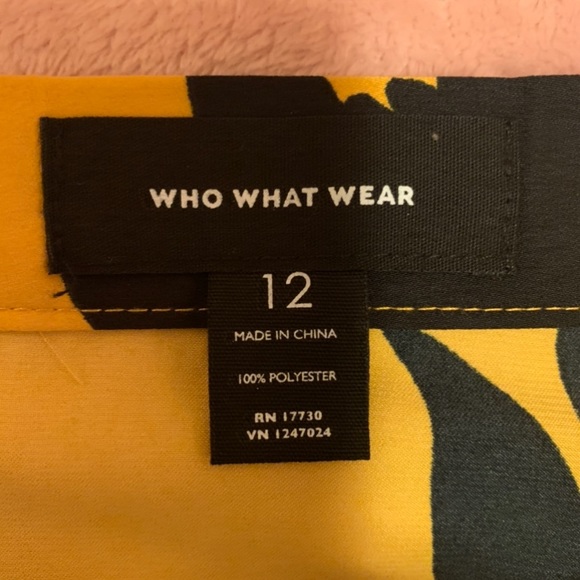 WHO WHAT WEAR
12
MADE IN CHINA
100% POLYESTER
RN 17730
VN 1247024